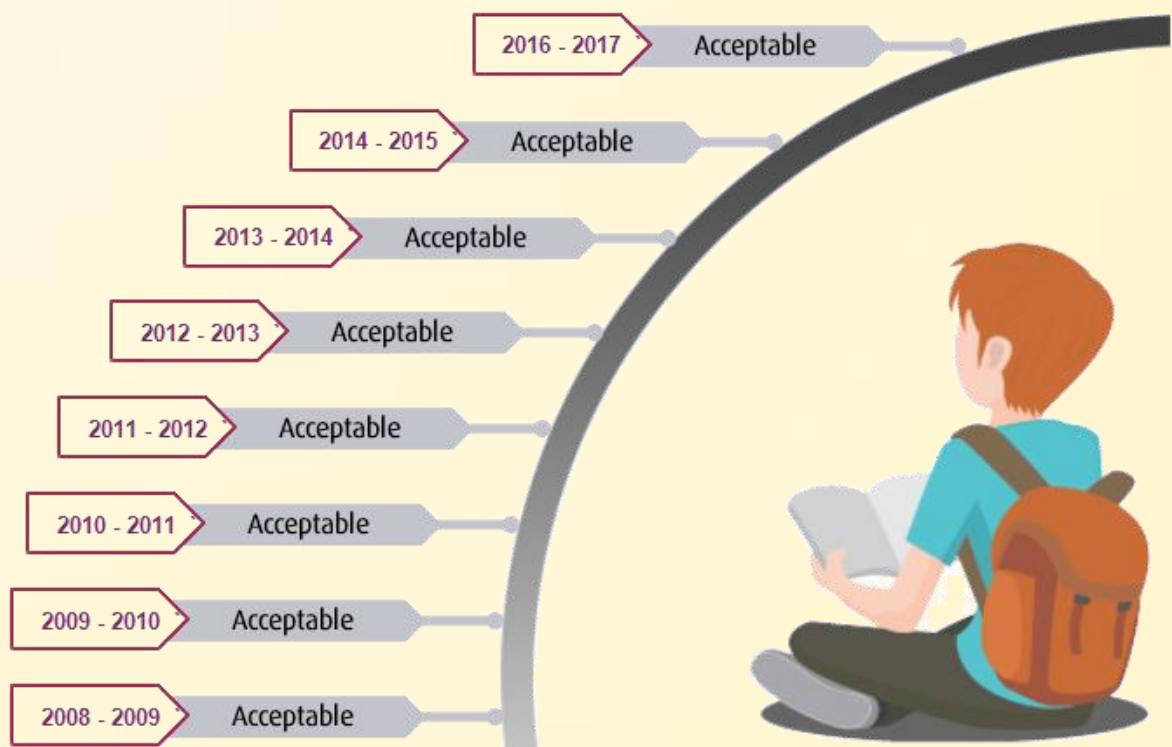 2016 - 2017 Acceptable
2014 - 2015 Acceptable
2013 - 2014 Acceptable
2012 - 2013 Acceptable
2011 - 2012 Acceptable
2010 - 2011 Acceptable
2009 - 2010 Acceptable
2008 - 2009 Acceptable